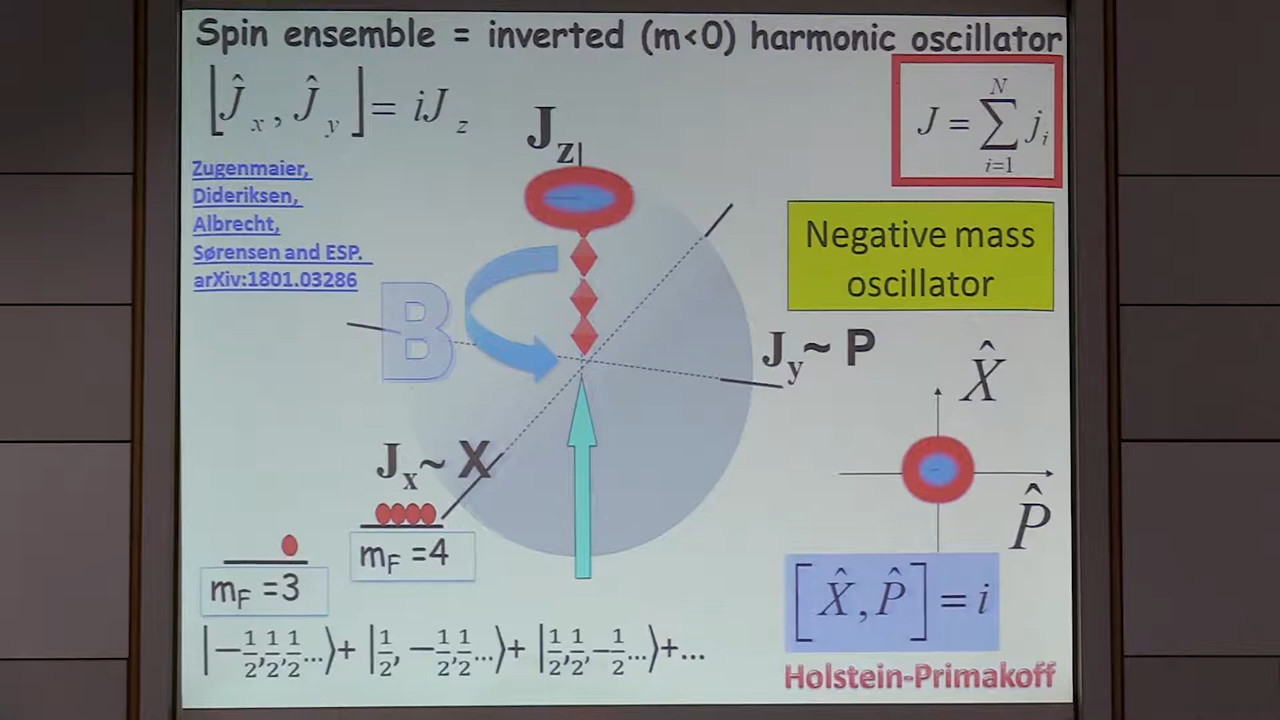 Spin ensemble = inverted (m<0) harmonic oscillator
[Ĵx, Ĵy] = iJz
J = ∑_{i=1}^{N} j_i
Zugenmaier,
Dideriksen,
Albrecht,
Sørensen and ESP.
arXiv:1801.03286
Jz
Negative mass
oscillator
B
Jy~ P
X̂
Jx~ X
P̂
mF =4
mF =3
[X̂, P̂] = i
|−1/2,1/2,1/2...⟩+ |1/2, −1/2,1/2...⟩+ |1/2,1/2,−1/2...⟩+...
Holstein-Primakoff